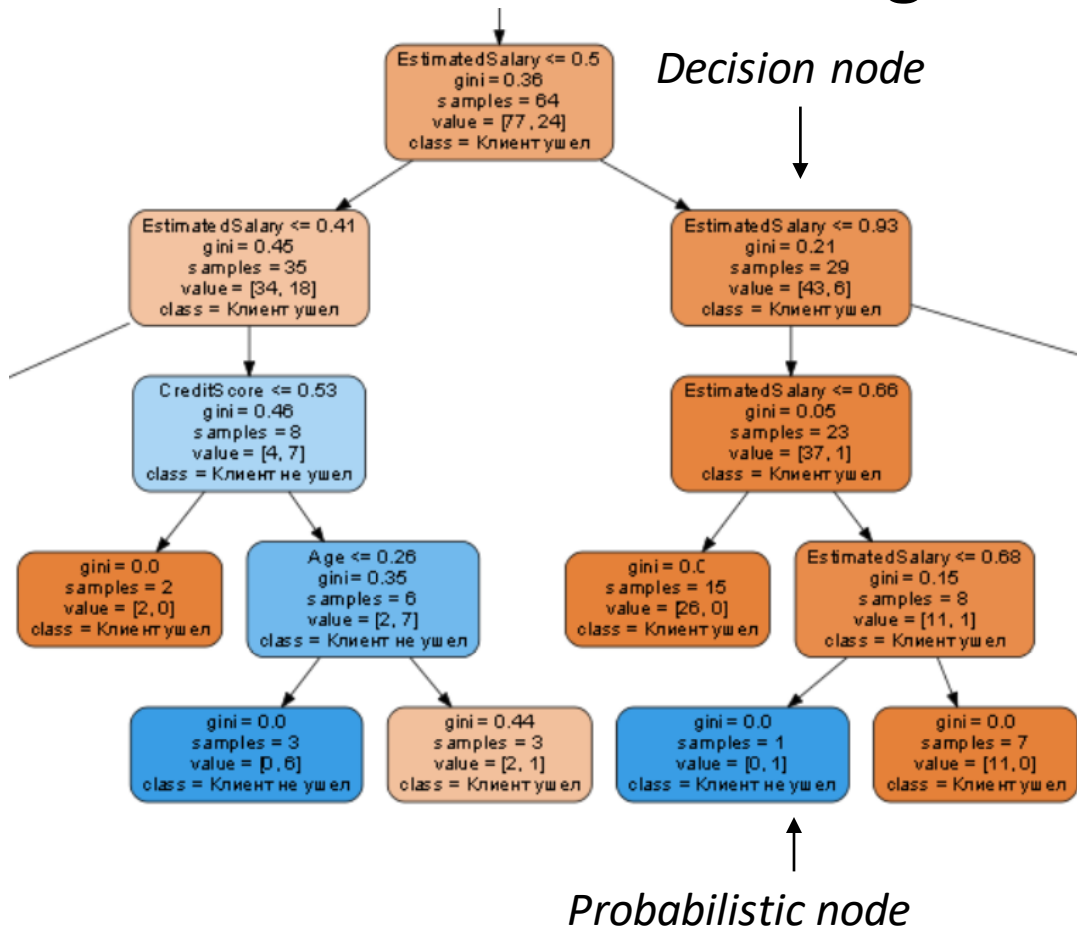 g
EstimatedSalary <= 0.5
gini = 0.36
samples = 64
value = [77, 24]
class = Клиент ушел
Decision node
EstimatedSalary <= 0.41
gini = 0.45
samples = 35
value = [34, 18]
class = Клиент ушел
EstimatedSalary <= 0.93
gini = 0.21
samples = 29
value = [43, 6]
class = Клиент ушел
CreditScore <= 0.53
gini = 0.46
samples = 8
value = [4, 7]
class = Клиент не ушел
EstimatedSalary <= 0.66
gini = 0.05
samples = 23
value = [37, 1]
class = Клиент ушел
gini = 0.0
samples = 2
value = [2, 0]
class = Клиент ушел
Age <= 0.26
gini = 0.35
samples = 6
value = [2, 7]
class = Клиент не ушел
gini = 0.0
samples = 15
value = [26, 0]
class = Клиент ушел
EstimatedSalary <= 0.68
gini = 0.15
samples = 8
value = [11, 1]
class = Клиент ушел
gini = 0.0
samples = 3
value = [0, 6]
class = Клиент не ушел
gini = 0.44
samples = 3
value = [2, 1]
class = Клиент ушел
gini = 0.0
samples = 1
value = [0, 1]
class = Клиент не ушел
gini = 0.0
samples = 7
value = [11, 0]
class = Клиент ушел
Probabilistic node